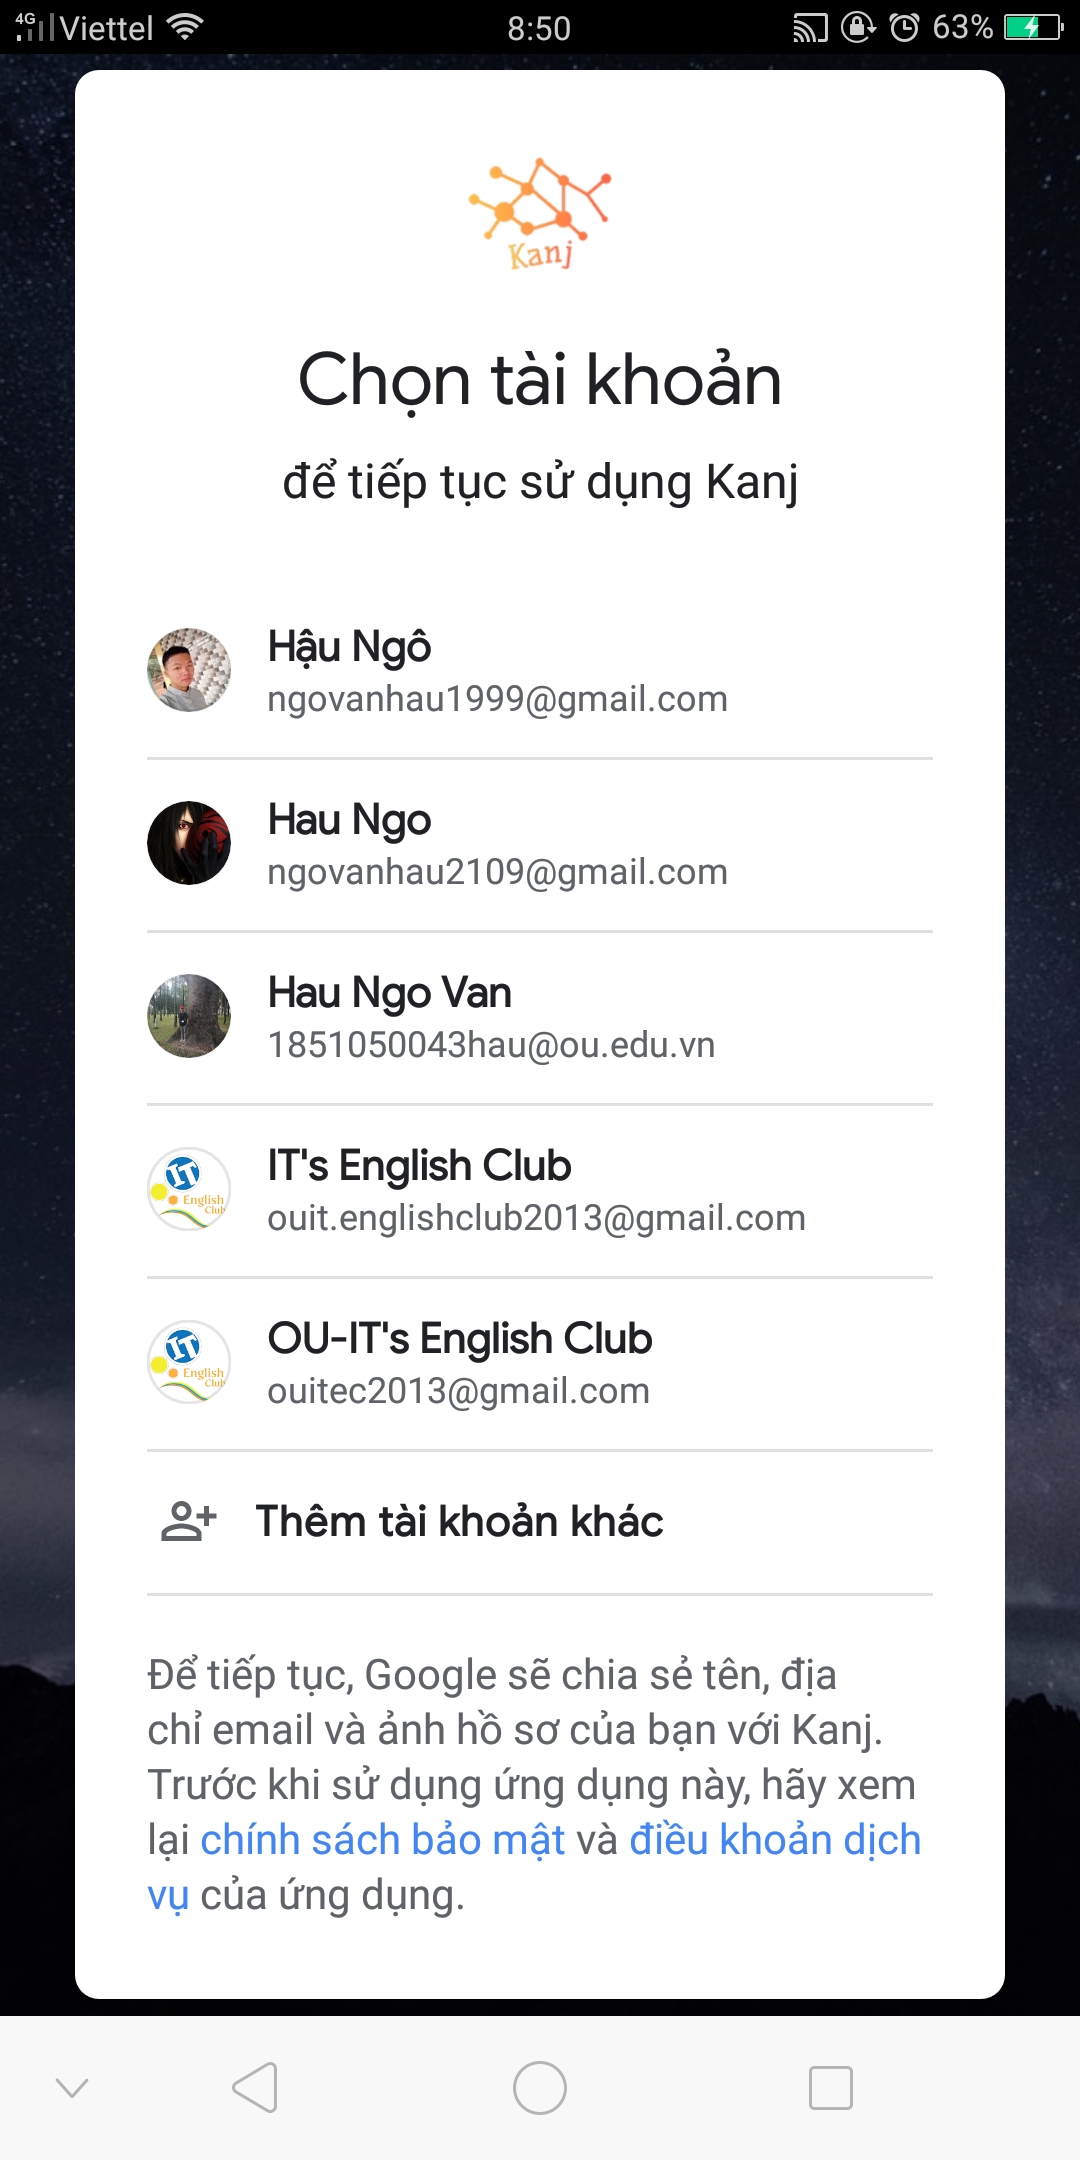 4G Viettel 8:50 63%
Kanj
Chọn tài khoản
để tiếp tục sử dụng Kanj
Hậu Ngô
ngovanhau1999@gmail.com
Hau Ngo
ngovanhau2109@gmail.com
Hau Ngo Van
1851050043hau@ou.edu.vn
IT
English
Club
IT's English Club
ouit.englishclub2013@gmail.com
IT
English
Club
OU-IT's English Club
ouitec2013@gmail.com
Thêm tài khoản khác
Để tiếp tục, Google sẽ chia sẻ tên, địa
chỉ email và ảnh hồ sơ của bạn với Kanj.
Trước khi sử dụng ứng dụng này, hãy xem
lại chính sách bảo mật và điều khoản dịch
vụ của ứng dụng.